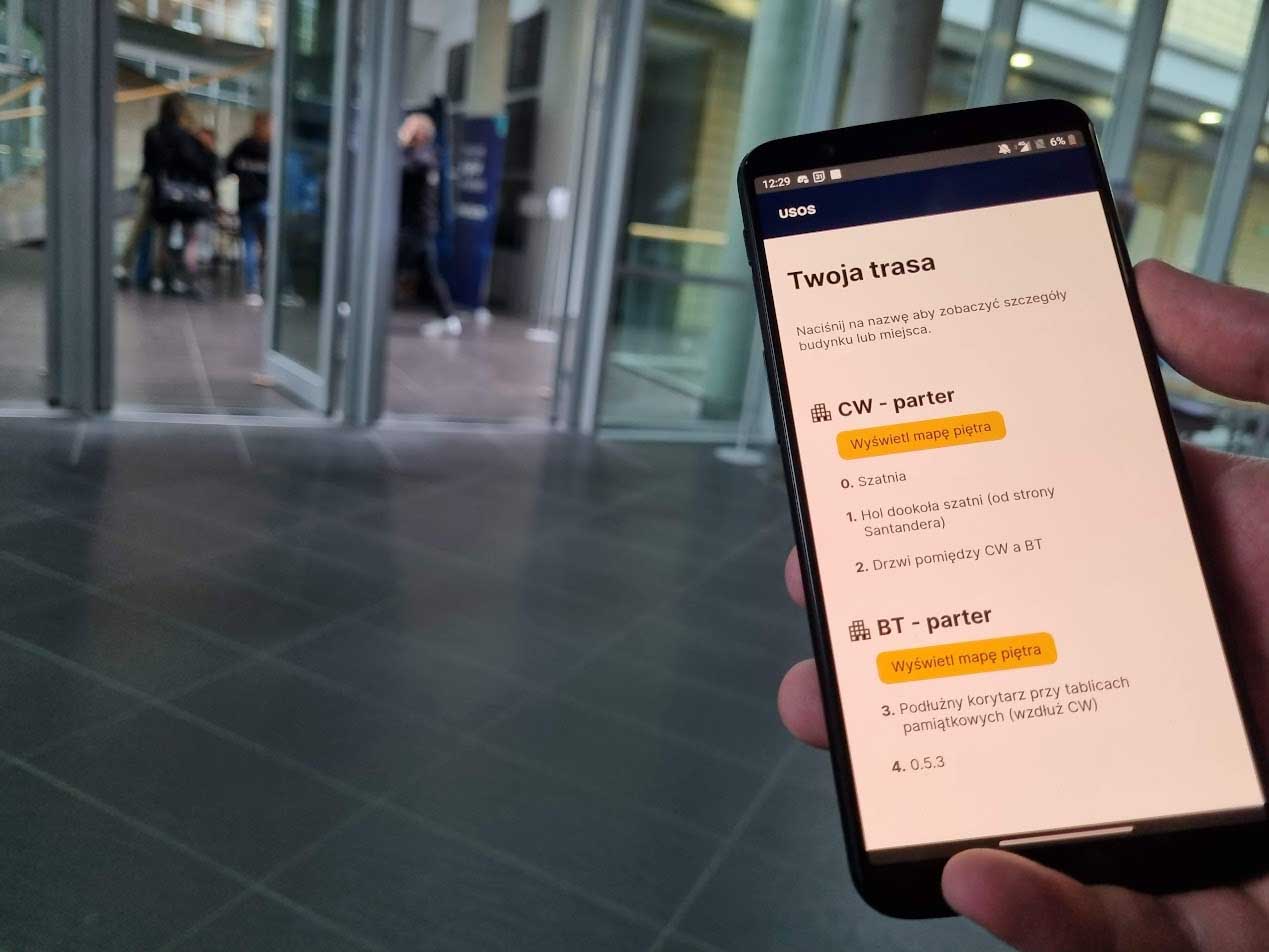 12:29
31
6%
USOS
Twoja trasa
Naciśnij na nazwę aby zobaczyć szczegóły
budynku lub miejsca.
CW - parter
Wyświetl mapę piętra
0. Szatnia
1. Hol dookoła szatni (od strony
Santandera)
2. Drzwi pomiędzy CW a BT
BT - parter
Wyświetl mapę piętra
3. Podłużny korytarz przy tablicach
pamiątkowych (wzdłuż CW)
4. 0.5.3